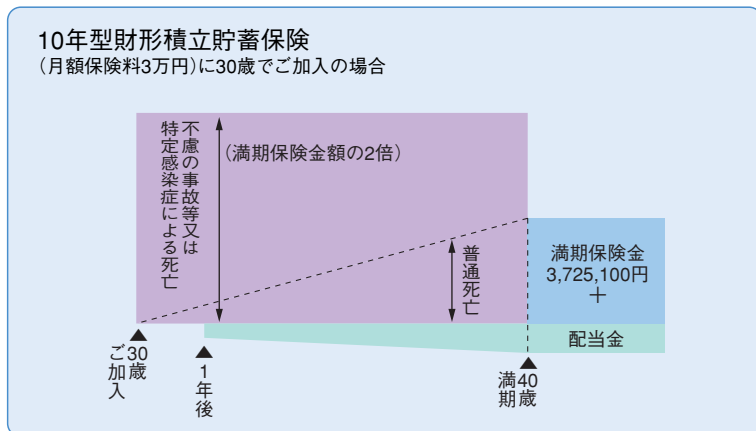 10年型財形積立貯蓄保険
（月額保険料3万円）に30歳でご加入の場合
不慮の事故等又は
特定感染症による死亡
（満期保険金額の2倍）
普通死亡
満期保険金
3,725,100円
＋
配当金
30歳
ご加入
1年後
40歳
満期